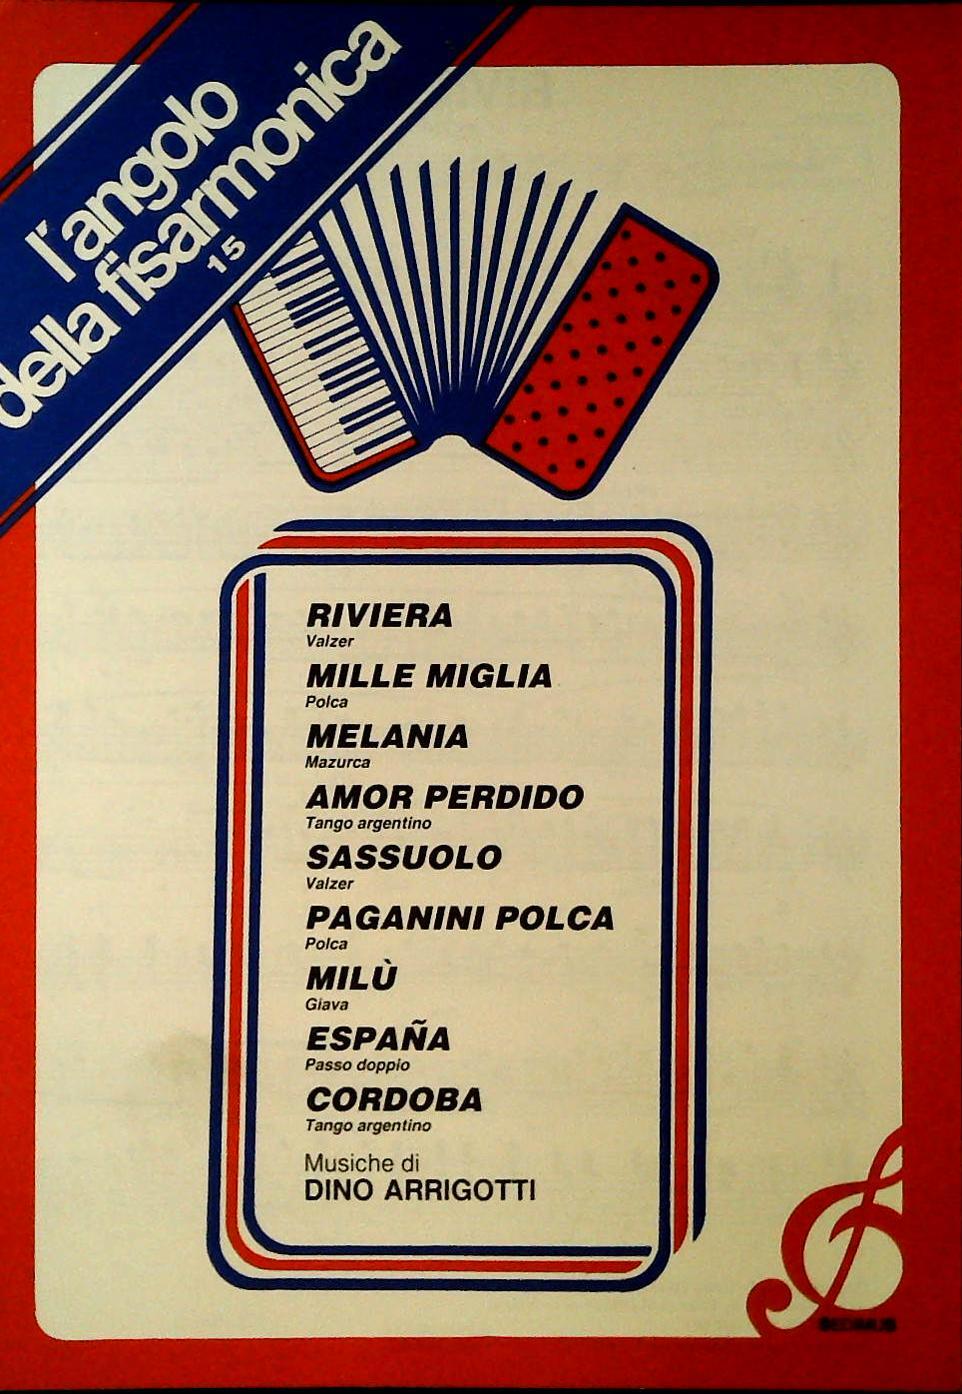 l'angolo
della fisarmonica
15
RIVIERA
Valzer
MILLE MIGLIA
Polca
MELANIA
Mazurca
AMOR PERDIDO
Tango argentino
SASSUOLO
Valzer
PAGANINI POLCA
Polca
MILÙ
Giava
ESPAÑA
Passo doppio
CORDOBA
Tango argentino
Musiche di
DINO ARRIGOTTI